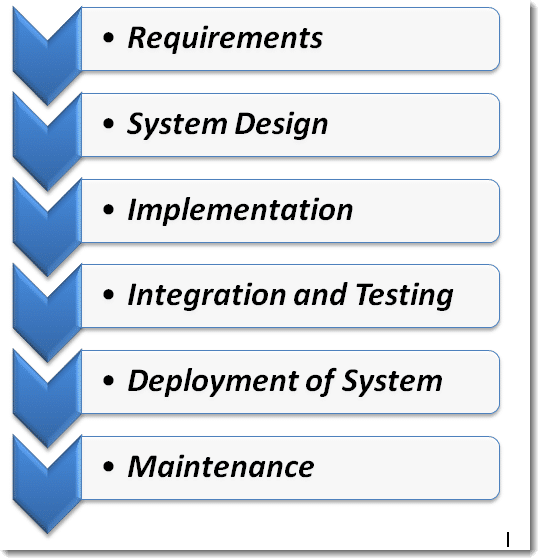 • Requirements
• System Design
• Implementation
• Integration and Testing
• Deployment of System
• Maintenance